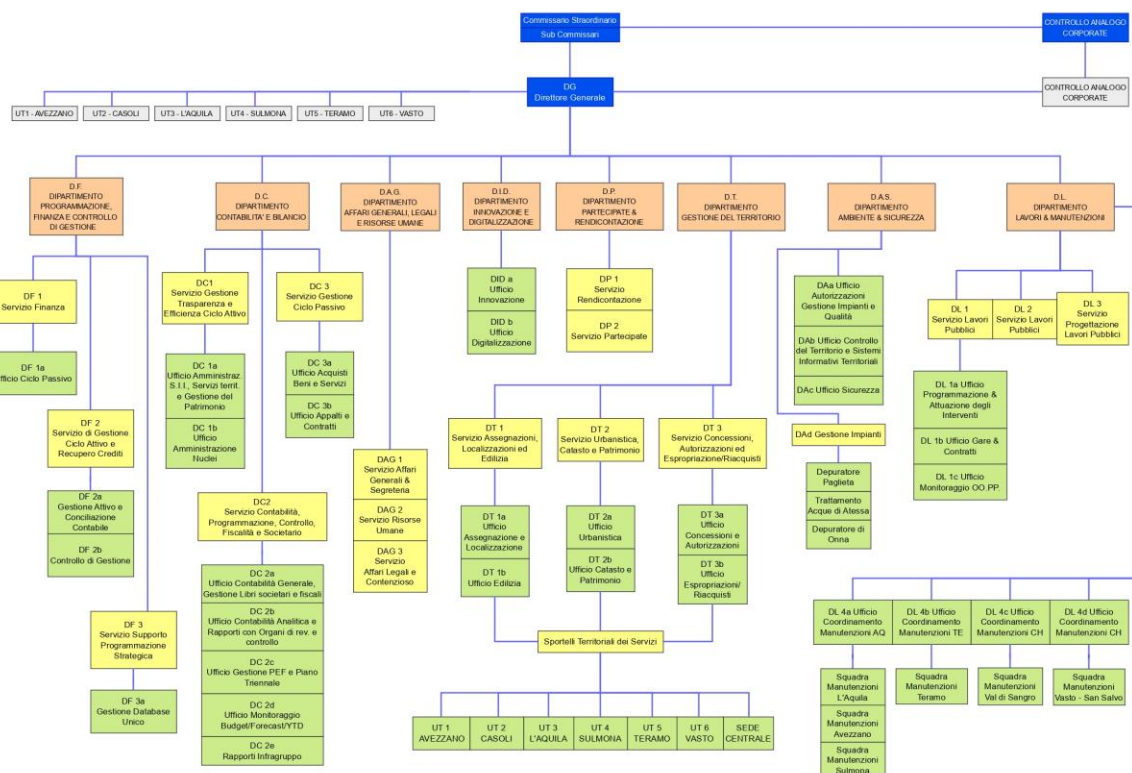 Commissario Straordinario
Sub Commissari
CONTROLLO ANALOGO
CORPORATE
DG
Direttore Generale
CONTROLLO ANALOGO
CORPORATE
UT1 - AVEZZANO
UT2 - CASOLI
UT3 - L'AQUILA
UT4 - SULMONA
UT5 - TERAMO
UT6 - VASTO
D.F.
DIPARTIMENTO
PROGRAMMAZIONE,
FINANZA E CONTROLLO
DI GESTIONE
D.C.
DIPARTIMENTO
CONTABILITA' E BILANCIO
D.A.G.
DIPARTIMENTO
AFFARI GENERALI, LEGALI
E RISORSE UMANE
D.I.D.
DIPARTIMENTO
INNOVAZIONE E
DIGITALIZZAZIONE
D.P.
DIPARTIMENTO
PARTECIPATE &
RENDICONTAZIONE
D.T.
DIPARTIMENTO
GESTIONE DEL TERRITORIO
D.A.S.
DIPARTIMENTO
AMBIENTE & SICUREZZA
D.L.
DIPARTIMENTO
LAVORI & MANUTENZIONI
DF 1
Servizio Finanza
DF 1a
fficio Ciclo Passivo
DF 2
Servizio di Gestione
Ciclo Attivo e
Recupero Crediti
DF 2a
Gestione Attivo e
Conciliazione
Contabile
DF 2b
Controllo di Gestione
DF 3
Servizio Supporto
Programmazione
Strategica
DF 3a
Gestione Database
Unico
DC1
Servizio Gestione
Trasparenza e
Efficienza Ciclo Attivo
DC 1a
Ufficio Amministraz.
S.I.I., Servizi territ.
e Gestione del
Patrimonio
DC 1b
Ufficio
Amministrazione
Nuclei
DC 3
Servizio Gestione
Ciclo Passivo
DC 3a
Ufficio Acquisti
Beni e Servizi
DC 3b
Ufficio Appalti e
Contratti
DC2
Servizio Contabilità,
Programmazione, Controllo,
Fiscalità e Societario
DC 2a
Ufficio Contabilità Generale,
Gestione Libri societari e fiscali
DC 2b
Ufficio Contabilità Analitica e
Rapporti con Organi di rev. e
controllo
DC 2c
Ufficio Gestione PEF e Piano
Triennale
DC 2d
Ufficio Monitoraggio
Budget/Forecast/YTD
DC 2e
Rapporti Infragruppo
DAG 1
Servizio Affari
Generali &
Segreteria
DAG 2
Servizio Risorse
Umane
DAG 3
Servizio
Affari Legali e
Contenzioso
DID a
Ufficio
Innovazione
DID b
Ufficio
Digitalizzazione
DP 1
Servizio
Rendicontazione
DP 2
Servizio Partecipate
DT 1
Servizio Assegnazioni,
Localizzazioni ed
Edilizia
DT 1a
Ufficio
Assegnazione e
Localizzazione
DT 1b
Ufficio Edilizia
DT 2
Servizio Urbanistica,
Catasto e Patrimonio
DT 2a
Ufficio
Urbanistica
DT 2b
Ufficio Catasto e
Patrimonio
DT 3
Servizio Concessioni,
Autorizzazioni ed
Espropriazione/Riacquisti
DT 3a
Ufficio
Concessioni e
Autorizzazioni
DT 3b
Ufficio
Espropriazioni/
Riacquisti
Sportelli Territoriali dei Servizi
UT 1
AVEZZANO
UT 2
CASOLI
UT 3
L'AQUILA
UT 4
SULMONA
UT 5
TERAMO
UT 6
VASTO
SEDE
CENTRALE
DAa Ufficio
Autorizzazioni
Gestione Impianti e
Qualità
DAb Ufficio Controllo
del Territorio e Sistemi
Informativi Territoriali
DAc Ufficio Sicurezza
DAd Gestione Impianti
Depuratore
Paglieta
Trattamento
Acque di Atessa
Depuratore di
Onna
DL 1
Servizio Lavori
Pubblici
DL 2
Servizio Lavori
Pubblici
DL 3
Servizio
Progettazione
Lavori Pubblici
DL 1a Ufficio
Programmazione &
Attuazione degli
Interventi
DL 1b Ufficio Gare &
Contratti
DL 1c Ufficio
Monitoraggio OO.PP.
DL 4a Ufficio
Coordinamento
Manutenzioni AQ
DL 4b Ufficio
Coordinamento
Manutenzioni TE
DL 4c Ufficio
Coordinamento
Manutenzioni CH
DL 4d Ufficio
Coordinamento
Manutenzioni CH
Squadra
Manutenzioni
L'Aquila
Squadra
Manutenzioni
Avezzano
Squadra
Manutenzioni
Sulmona
Squadra
Manutenzioni
Teramo
Squadra
Manutenzioni
Val di Sangro
Squadra
Manutenzioni
Vasto - San Salvo